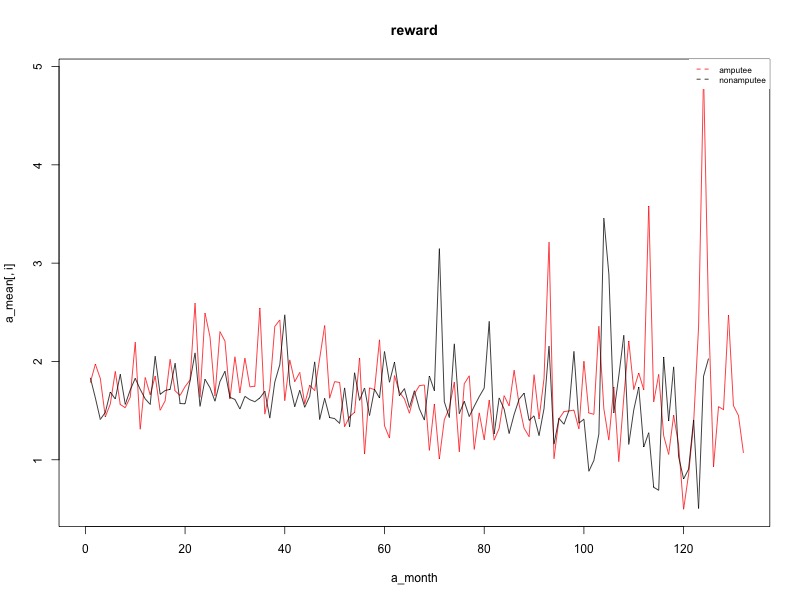 reward
amputee
nonamputee
5
4
3
2
1
a_mean[, i]
0 20 40 60 80 100 120
a_month